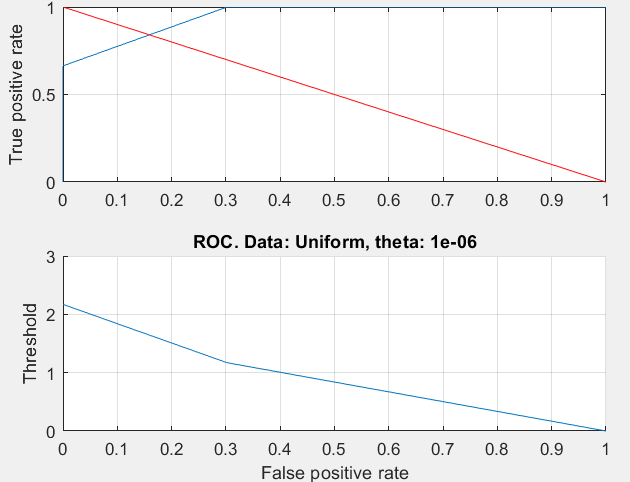 True positive rate
1
0.5
0
0 0.1 0.2 0.3 0.4 0.5 0.6 0.7 0.8 0.9 1
ROC. Data: Uniform, theta: 1e-06
Threshold
3
2
1
0
0 0.1 0.2 0.3 0.4 0.5 0.6 0.7 0.8 0.9 1
False positive rate